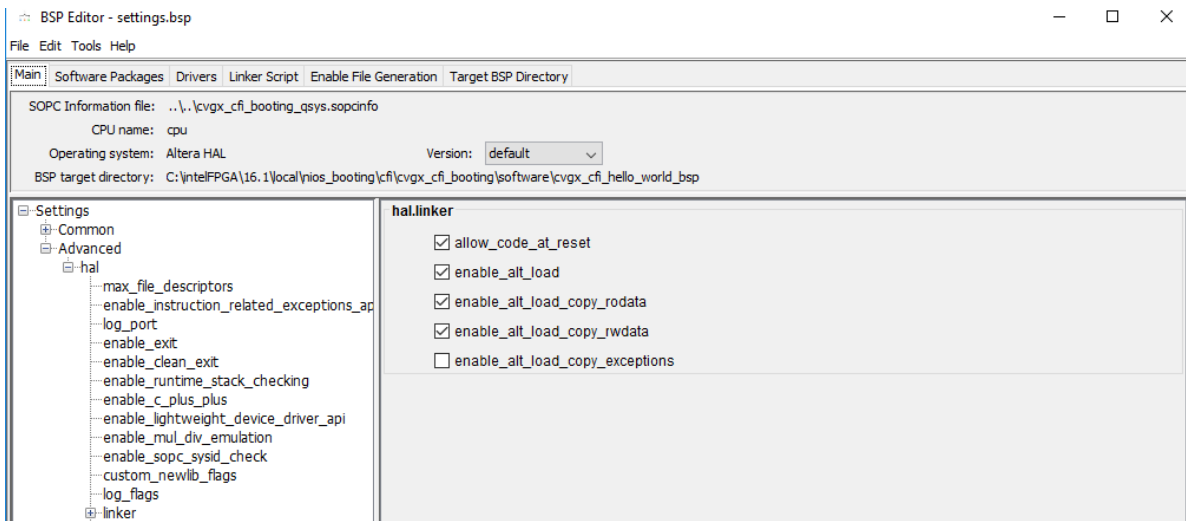 BSP Editor - settings.bsp
File Edit Tools Help
Main Software Packages Drivers Linker Script Enable File Generation Target BSP Directory
SOPC Information file: ..\..\cvgx_cfi_booting_qsys.sopcinfo
CPU name: cpu
Operating system: Altera HAL Version: default
BSP target directory: C:\intelFPGA\16.1\local\nios_booting\cfi\cvgx_cfi_booting\software\cvgx_cfi_hello_world_bsp
Settings
Common
Advanced
hal
max_file_descriptors
enable_instruction_related_exceptions_ap
log_port
enable_exit
enable_clean_exit
enable_runtime_stack_checking
enable_c_plus_plus
enable_lightweight_device_driver_api
enable_mul_div_emulation
enable_sopc_sysid_check
custom_newlib_flags
log_flags
linker
hal.linker
allow_code_at_reset
enable_alt_load
enable_alt_load_copy_rodata
enable_alt_load_copy_rwdata
enable_alt_load_copy_exceptions